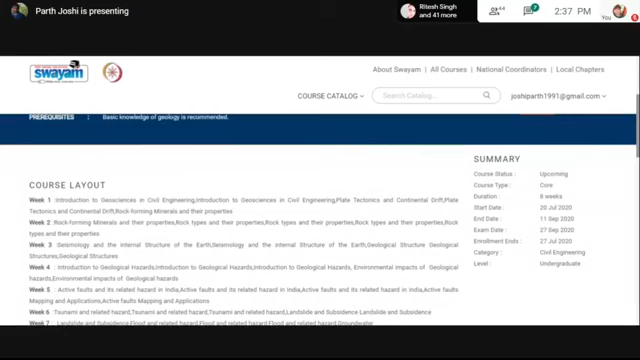 Parth Joshi is presenting
Ritesh Singh
and 41 more
44
7
2:37 PM
You
swayam
About Swayam | All Courses | National Coordinators | Local Chapters
COURSE CATALOG
Search Catalog...
joshiparth1991@gmail.com
PREREQUISITES : Basic knowledge of geology is recommended.
COURSE LAYOUT
Week 1 :Introduction to Geosciences in Civil Engineering,Introduction to Geosciences in Civil Engineering,Plate Tectonics and Continental Drift,Plate
Tectonics and Continental Drift,Rock-forming Minerals and their properties
Week 2 :Rock-forming Minerals and their properties,Rock types and their properties,Rock types and their properties,Rock types and their properties,Rock
types and their properties
Week 3 :Seismology and the internal Structure of the Earth,Seismology and the internal Structure of the Earth,Geological Structure Geological
Structures,Geological Structures
Week 4 : Introduction to Geological Hazards,Introduction to Geological Hazards,Introduction to Geological Hazards, Environmental impacts of Geological
hazards,Environmental impacts of Geological hazards
Week 5 : Active faults and its related hazard in India,Active faults and its related hazard in India,Active faults and its related hazard in India,Active faults
Mapping and Applications,Active faults Mapping and Applications
Week 6 : Tsunami and related hazard,Tsunami and related hazard,Tsunami and related hazard,Landslide and Subsidence Landslide and Subsidence
Week 7 : Landslide and Subsidence,Flood and related hazard,Flood and related hazard,Flood and related hazard,Groundwater
SUMMARY
Course Status : Upcoming
Course Type : Core
Duration : 8 weeks
Start Date : 20 Jul 2020
End Date : 11 Sep 2020
Exam Date : 27 Sep 2020
Enrollment Ends : 27 Jul 2020
Category : Civil Engineering
Level : Undergraduate